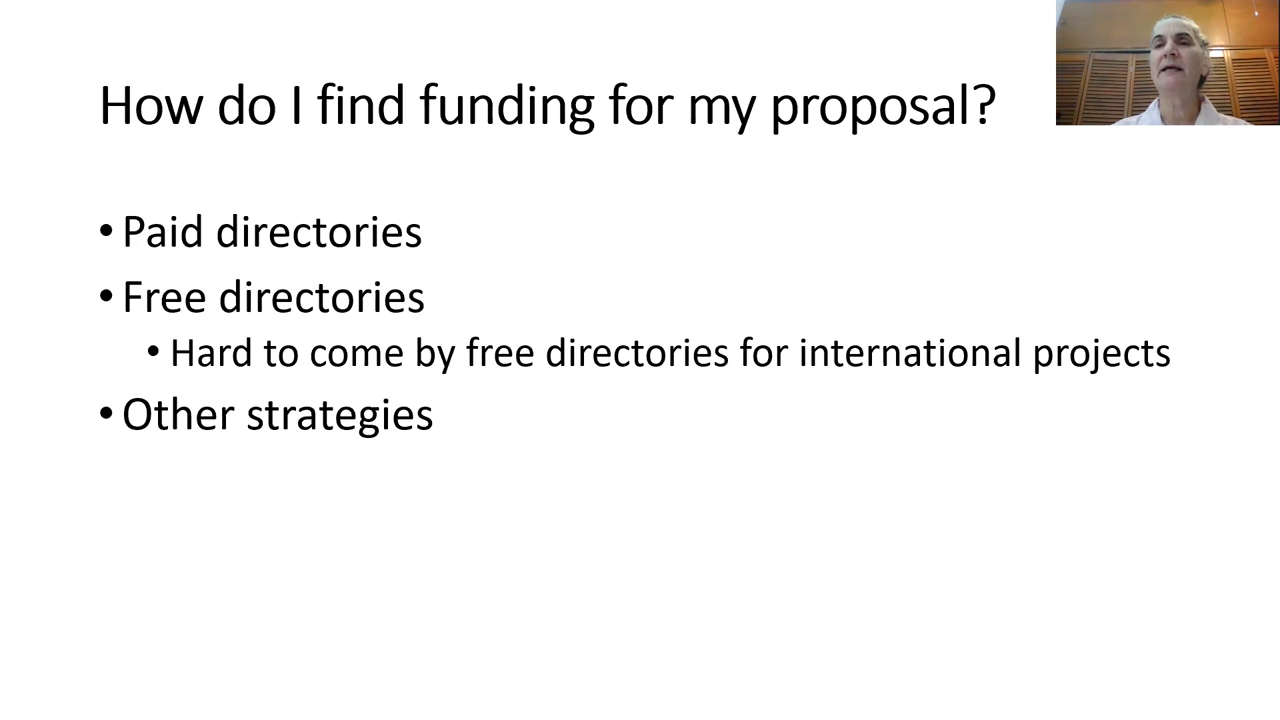 How do I find funding for my proposal?
• Paid directories
• Free directories
• Hard to come by free directories for international projects
• Other strategies